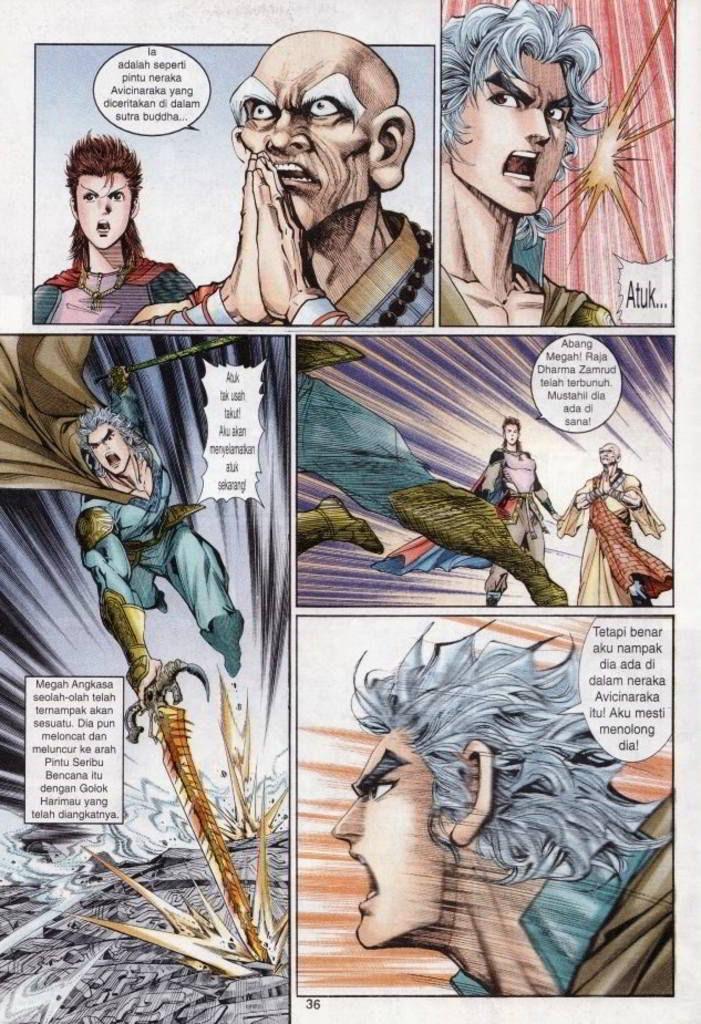 Ia
adalah seperti
pintu neraka
Avicinaraka yang
diceritakan di dalam
sutra buddha...
Atuk...
Atuk
tak usah
takut!
Aku akan
menyelamatkan
atuk
sekarang!
Megah Angkasa
seolah-olah telah
ternampak akan
sesuatu. Dia pun
meloncat dan
meluncur ke arah
Pintu Seribu
Bencana itu
dengan Golok
Harimau yang
telah diangkatnya.
Abang
Megah! Raja
Dharma Zamrud
telah terbunuh.
Mustahil dia
ada di
sana!
Tetapi benar
aku nampak
dia ada di
dalam neraka
Avicinaraka
itu! Aku mesti
menolong
dia!
36